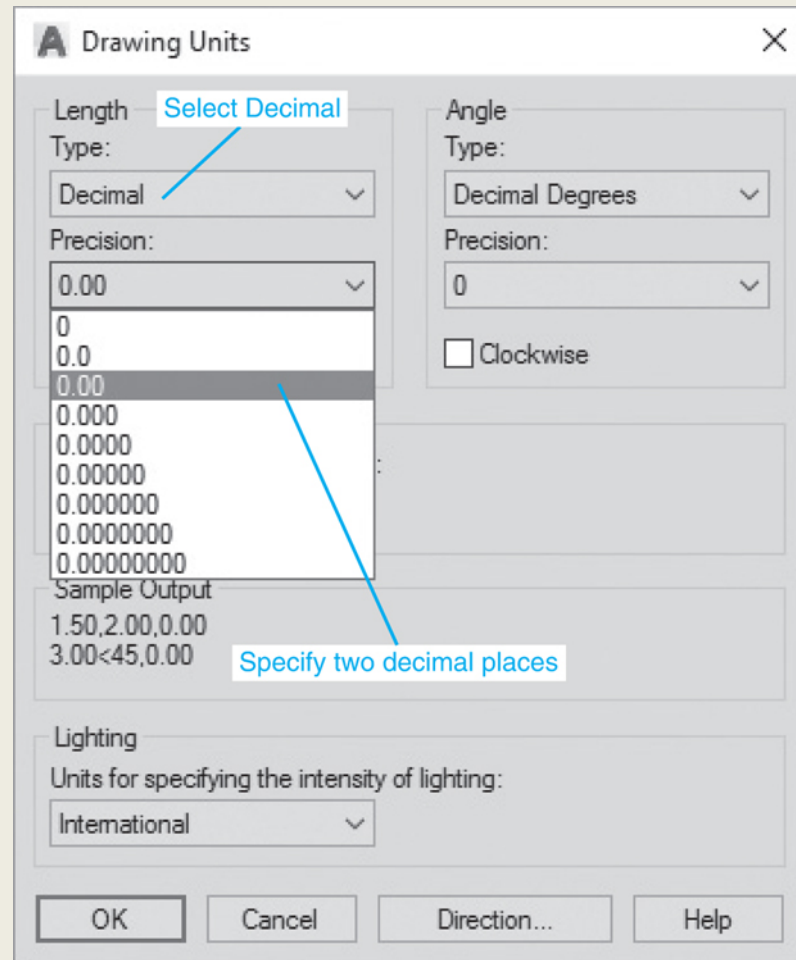 Drawing Units
Length
Select Decimal
Type:
Decimal
Precision:
0.00
0
0.0
0.00
0.000
0.0000
0.00000
0.000000
0.0000000
0.00000000
Angle
Type:
Decimal Degrees
Precision:
0
Clockwise
:
Sample Output
1.50,2.00,0.00
3.00<45,0.00
Specify two decimal places
Lighting
Units for specifying the intensity of lighting:
International
OK
Cancel
Direction...
Help